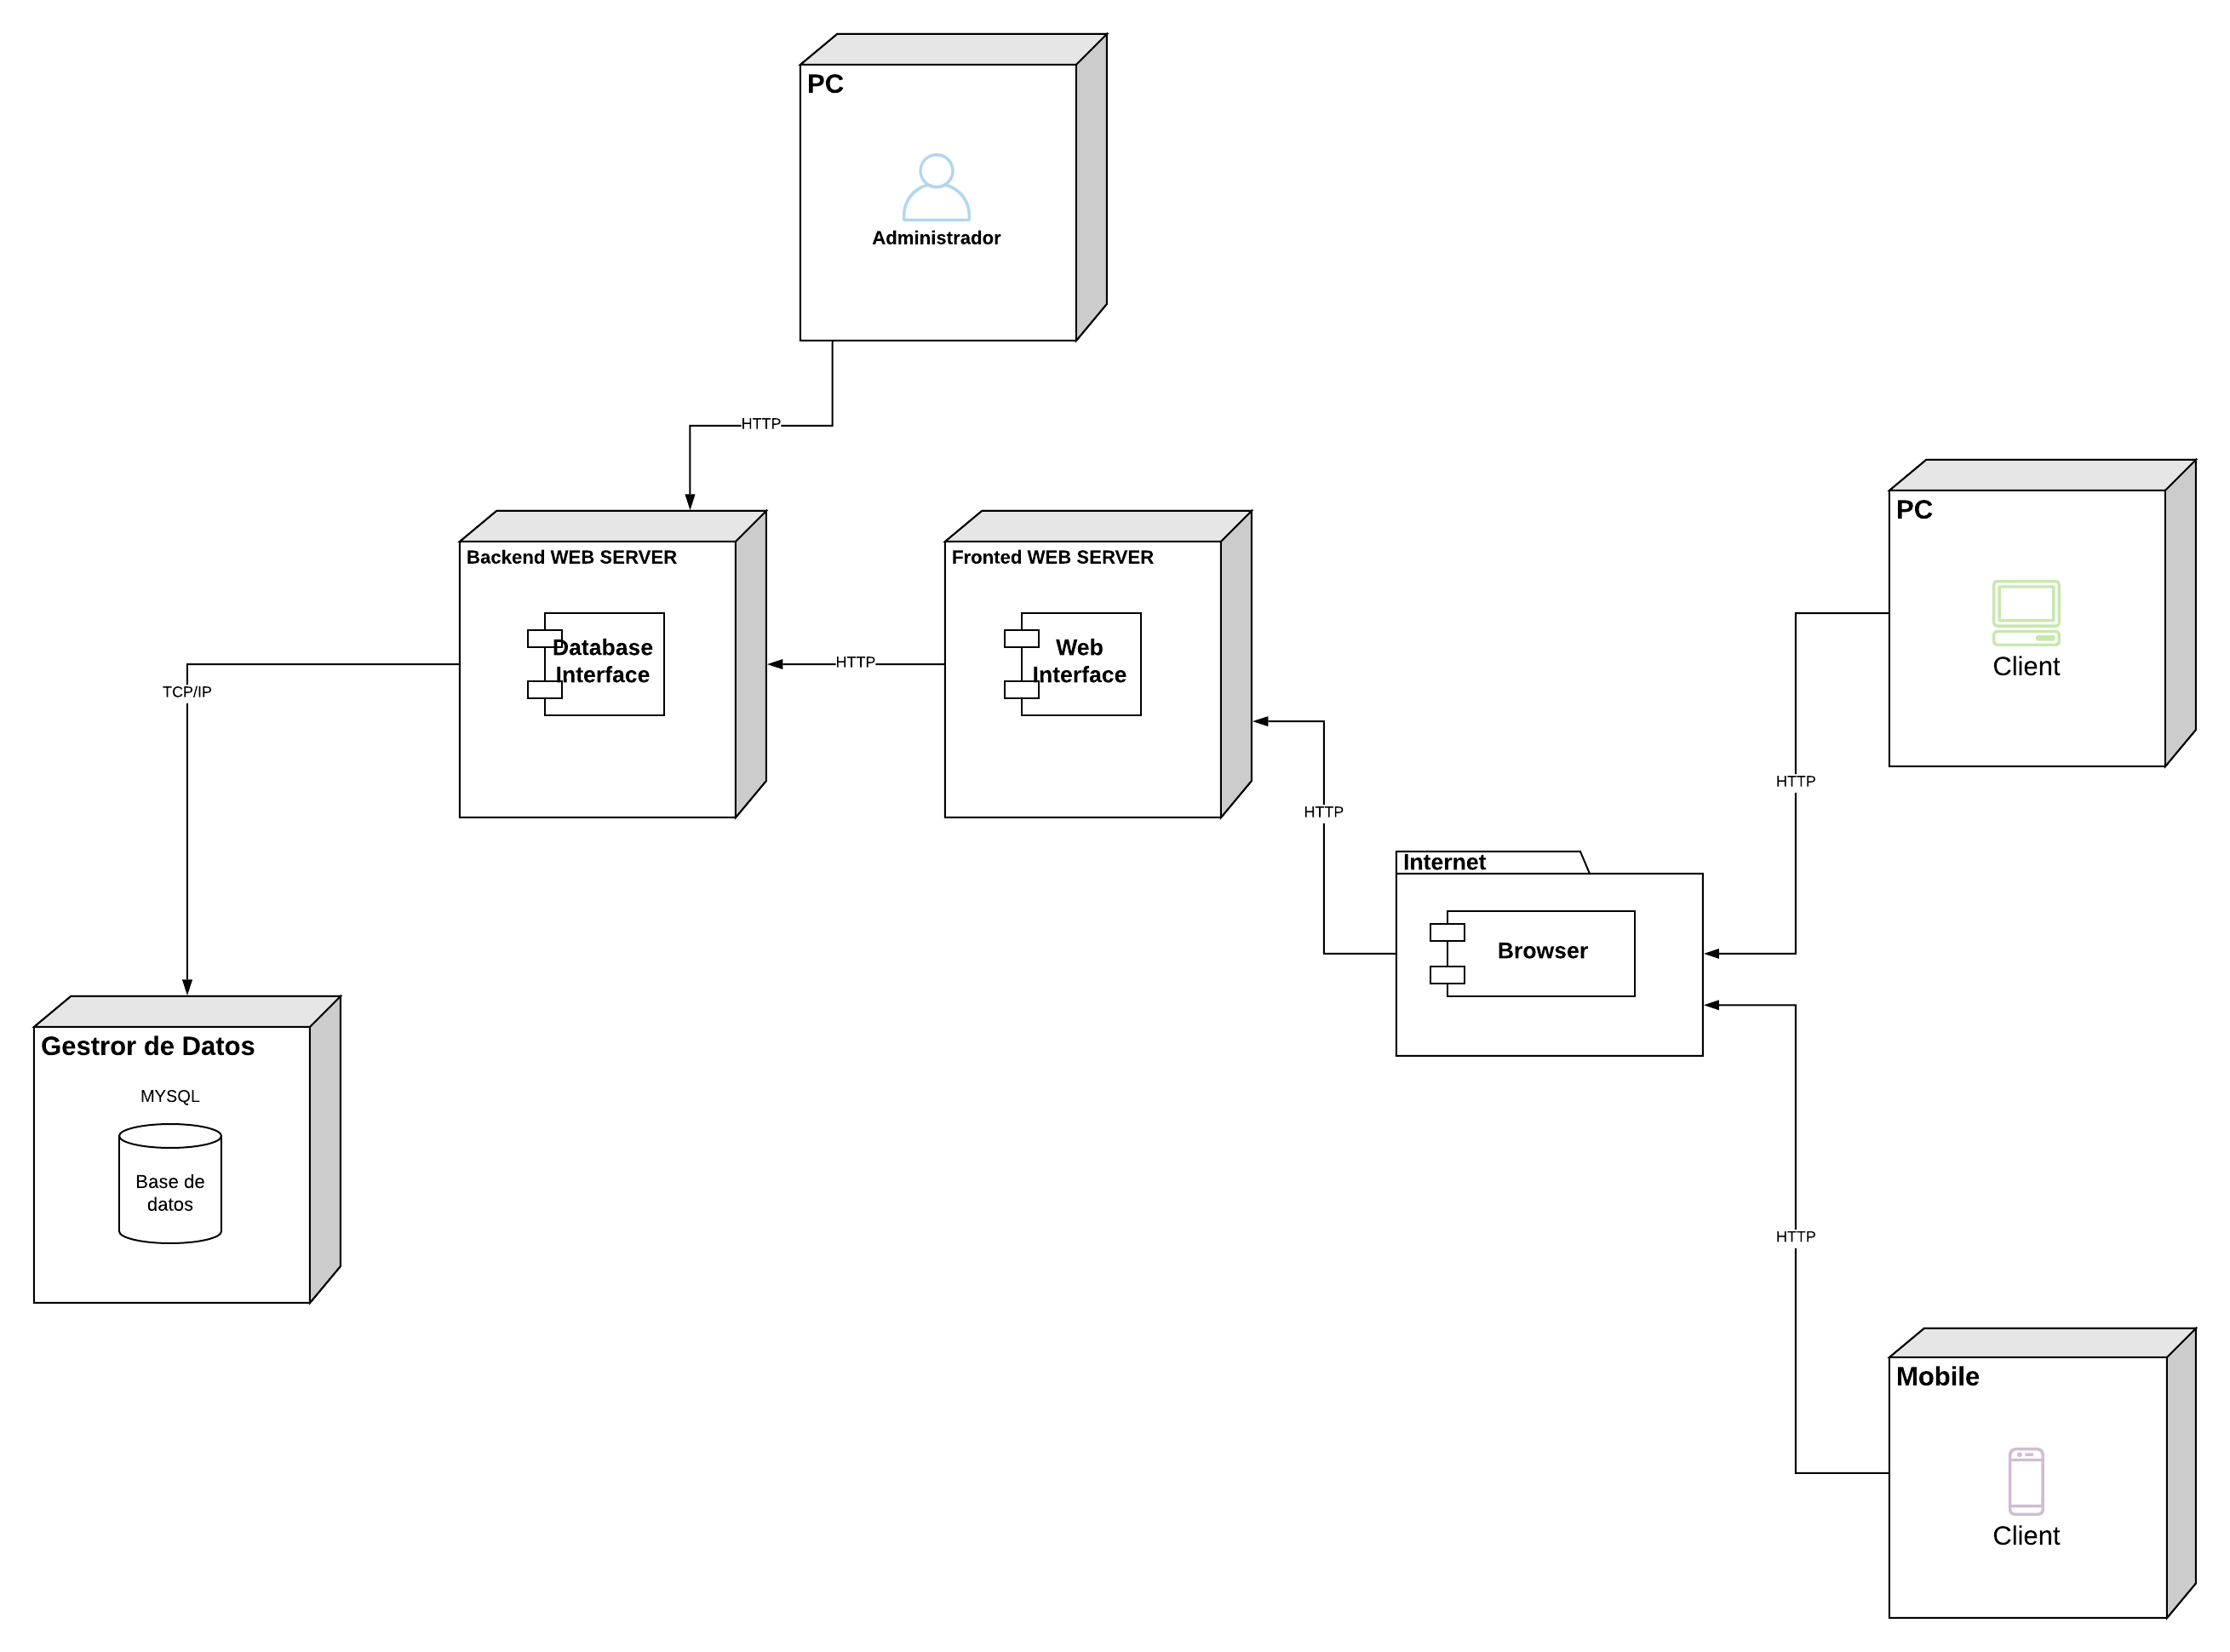 PC
Administrador
HTTP
PC
Client
Backend WEB SERVER
Database
Interface
HTTP
Fronted WEB SERVER
Web
Interface
TCP/IP
HTTP
HTTP
Internet
Browser
Gestror de Datos
MYSQL
Base de
datos
HTTP
Mobile
Client